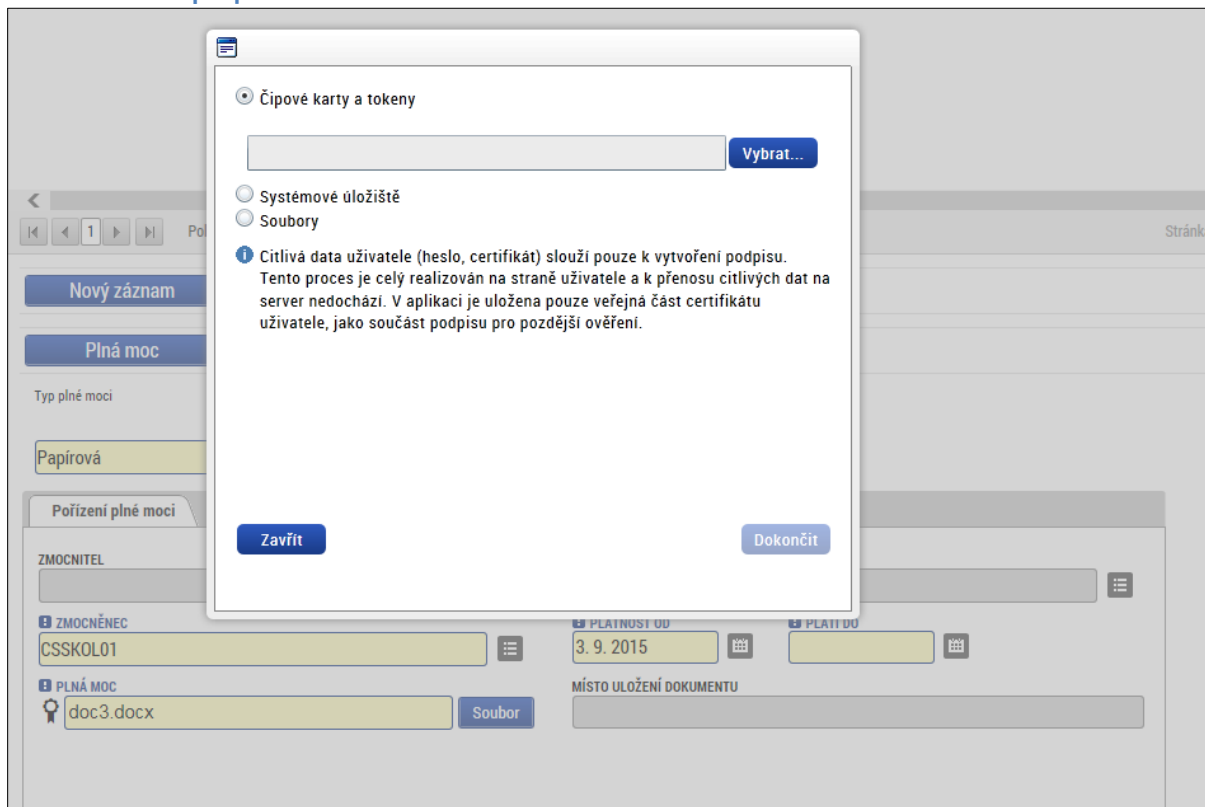 Čipové karty a tokeny
Vybrat...
Systémové úložiště
Soubory
Citlivá data uživatele (heslo, certifikát) slouží pouze k vytvoření podpisu.
Tento proces je celý realizován na straně uživatele a k přenosu citlivých dat na
server nedochází. V aplikaci je uložena pouze veřejná část certifikátu
uživatele, jako součást podpisu pro pozdější ověření.
Zavřít
Dokončit
1
Pol
Stránk
Nový záznam
Plná moc
Typ plné moci
Papírová
Pořízení plné moci
ZMOCNITEL
ZMOCNĚNEC
PLATNOST OD
PLATÍ DO
CSSKOL01
3. 9. 2015
PLNÁ MOC
MÍSTO ULOŽENÍ DOKUMENTU
doc3.docx
Soubor